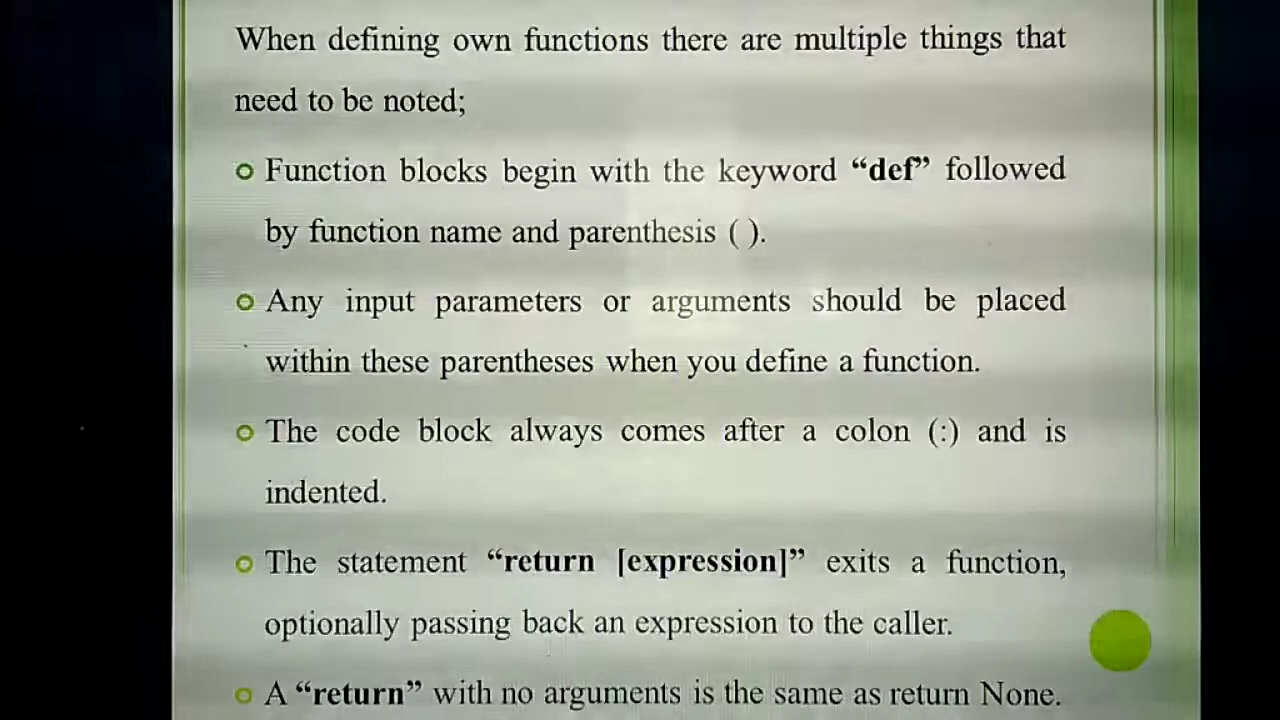 When defining own functions there are multiple things that
need to be noted;
Function blocks begin with the keyword “def” followed
by function name and parenthesis ( ).
Any input parameters or arguments should be placed
within these parentheses when you define a function.
The code block always comes after a colon (:) and is
indented.
The statement “return [expression]” exits a function,
optionally passing back an expression to the caller.
A “return” with no arguments is the same as return None.